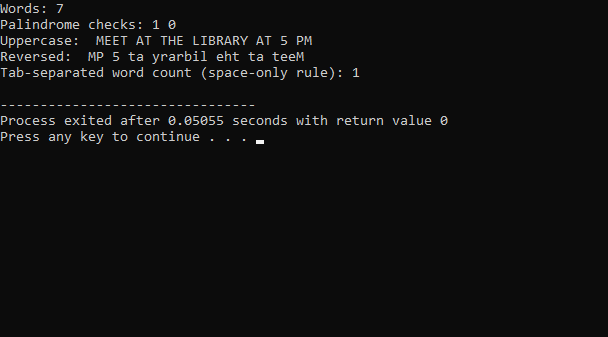 Words: 7
Palindrome checks: 1 0
Uppercase:  MEET AT THE LIBRARY AT 5 PM
Reversed:  MP 5 ta yrarbil eht ta teeM
Tab-separated word count (space-only rule): 1
--------------------------------
Process exited after 0.05055 seconds with return value 0
Press any key to continue . . .